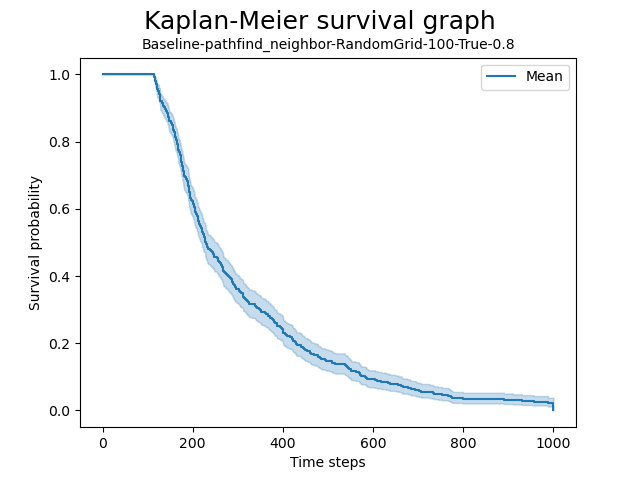 Kaplan-Meier survival graph
Baseline-pathfind_neighbor-RandomGrid-100-True-0.8
Mean
Survival probability
1.0
0.8
0.6
0.4
0.2
0.0
0 200 400 600 800 1000
Time steps